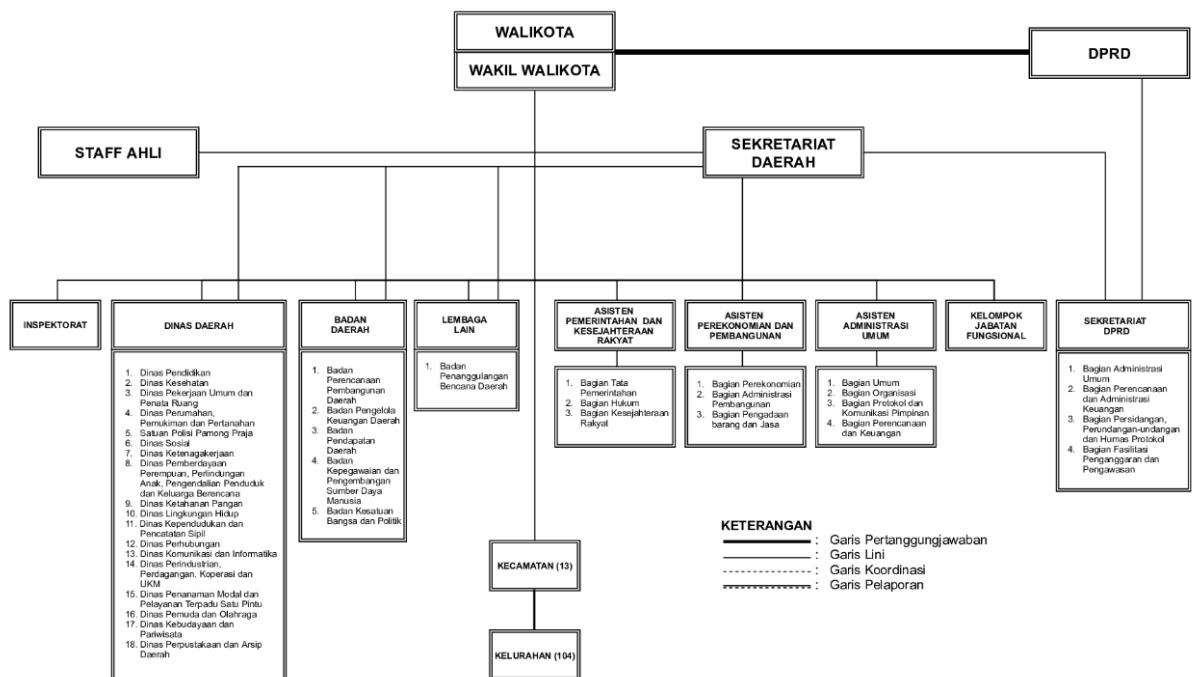 WALIKOTA
WAKIL WALIKOTA
DPRD
STAFF AHLI
SEKRETARIAT
DAERAH
INSPEKTORAT
DINAS DAERAH
1. Dinas Pendidikan
2. Dinas Kesehatan
3. Dinas Pekerjaan Umum dan
Penata Ruang
4. Dinas Perumahan,
Pemukiman dan Pertanahan
5. Satuan Polisi Pamong Praja
6. Dinas Sosial
7. Dinas Ketenagakerjaan
8. Dinas Pemberdayaan
Perempuan, Perlindungan
Anak, Pengendalian Penduduk
dan Keluarga Berencana
9. Dinas Ketahanan Pangan
10. Dinas Lingkungan Hidup
11. Dinas Kependudukan dan
Pencatatan Sipil
12. Dinas Perhubungan
13. Dinas Komunikasi dan Informatika
14. Dinas Perindustrian,
Perdagangan, Koperasi dan
UKM
15. Dinas Penanaman Modal dan
Pelayanan Terpadu Satu Pintu
16. Dinas Pemuda dan Olahraga
17. Dinas Kebudayaan dan
Pariwisata
18. Dinas Perpustakaan dan Arsip
Daerah
BADAN
DAERAH
1. Badan
Perencanaan
Pembangunan
Daerah
2. Badan Pengelola
Keuangan Daerah
3. Badan
Pendapatan
Daerah
4. Badan
Kepegawaian dan
Pengembangan
Sumber Daya
Manusia
5. Badan Kesatuan
Bangsa dan Politik
LEMBAGA
LAIN
1. Badan
Penanggulangan
Bencana Daerah
ASISTEN
PEMERINTAHAN DAN
KESEJAHTERAAN
RAKYAT
1. Bagian Tata
Pemerintahan
2. Bagian Hukum
3. Bagian Kesejahteraan
Rakyat
ASISTEN
PEREKONOMIAN DAN
PEMBANGUNAN
1. Bagian Perekonomian
2. Bagian Administrasi
Pembangunan
3. Bagian Pengadaan
barang dan Jasa
ASISTEN
ADMINISTRASI
UMUM
1. Bagian Umum
2. Bagian Organisasi
3. Bagian Protokol dan
Komunikasi Pimpinan
4. Bagian Perencanaan
dan Keuangan
KELOMPOK
JABATAN
FUNGSIONAL
SEKRETARIAT
DPRD
1. Bagian Administrasi
Umum
2. Bagian Perencanaan
dan Administrasi
Keuangan
3. Bagian Persidangan,
Perundangan-undangan
dan Humas Protokol
4. Bagian Fasilitasi
Penganggaran dan
Pengawasan
KECAMATAN (13)
KELURAHAN (104)
KETERANGAN
: Garis Pertanggungjawaban
: Garis Lini
: Garis Koordinasi
: Garis Pelaporan